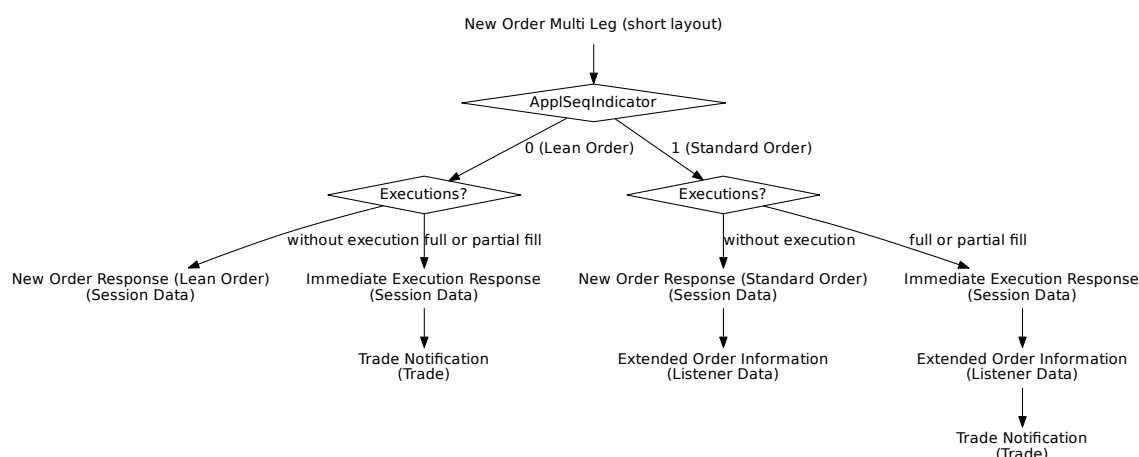 New Order Multi Leg (short layout)
ApplSeqIndicator
0 (Lean Order)
1 (Standard Order)
Executions?
Executions?
without execution
full or partial fill
without execution
full or partial fill
New Order Response (Lean Order)
(Session Data)
Immediate Execution Response
(Session Data)
New Order Response (Standard Order)
(Session Data)
Immediate Execution Response
(Session Data)
Trade Notification
(Trade)
Extended Order Information
(Listener Data)
Extended Order Information
(Listener Data)
Trade Notification
(Trade)